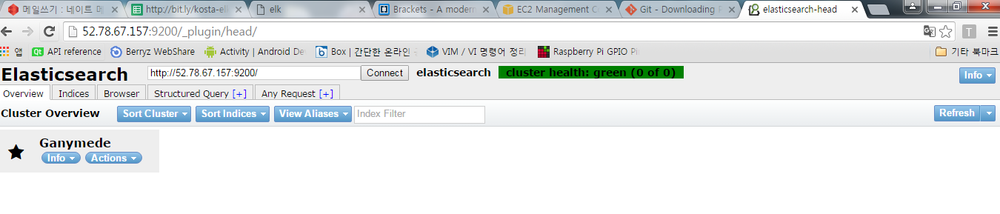 메일쓰기 : 네이트 메 http://bit.ly/kosta-el elk Brackets - A modern EC2 Management C Git - Downloading P elasticsearch-head
52.78.67.157:9200/_plugin/head/
앱 Qt API reference Berryz WebShare Activity | Android De Box | 간단한 온라인 VIM / VI 명령어 정리 Raspberry Pi GPIO Pi 기타 북마크
Elasticsearch http://52.78.67.157:9200/ Connect elasticsearch cluster health: green (0 of 0) Info
Overview Indices Browser Structured Query [+] Any Request [+]
Cluster Overview Sort Cluster Sort Indices View Aliases Index Filter Refresh
Ganymede
Info Actions